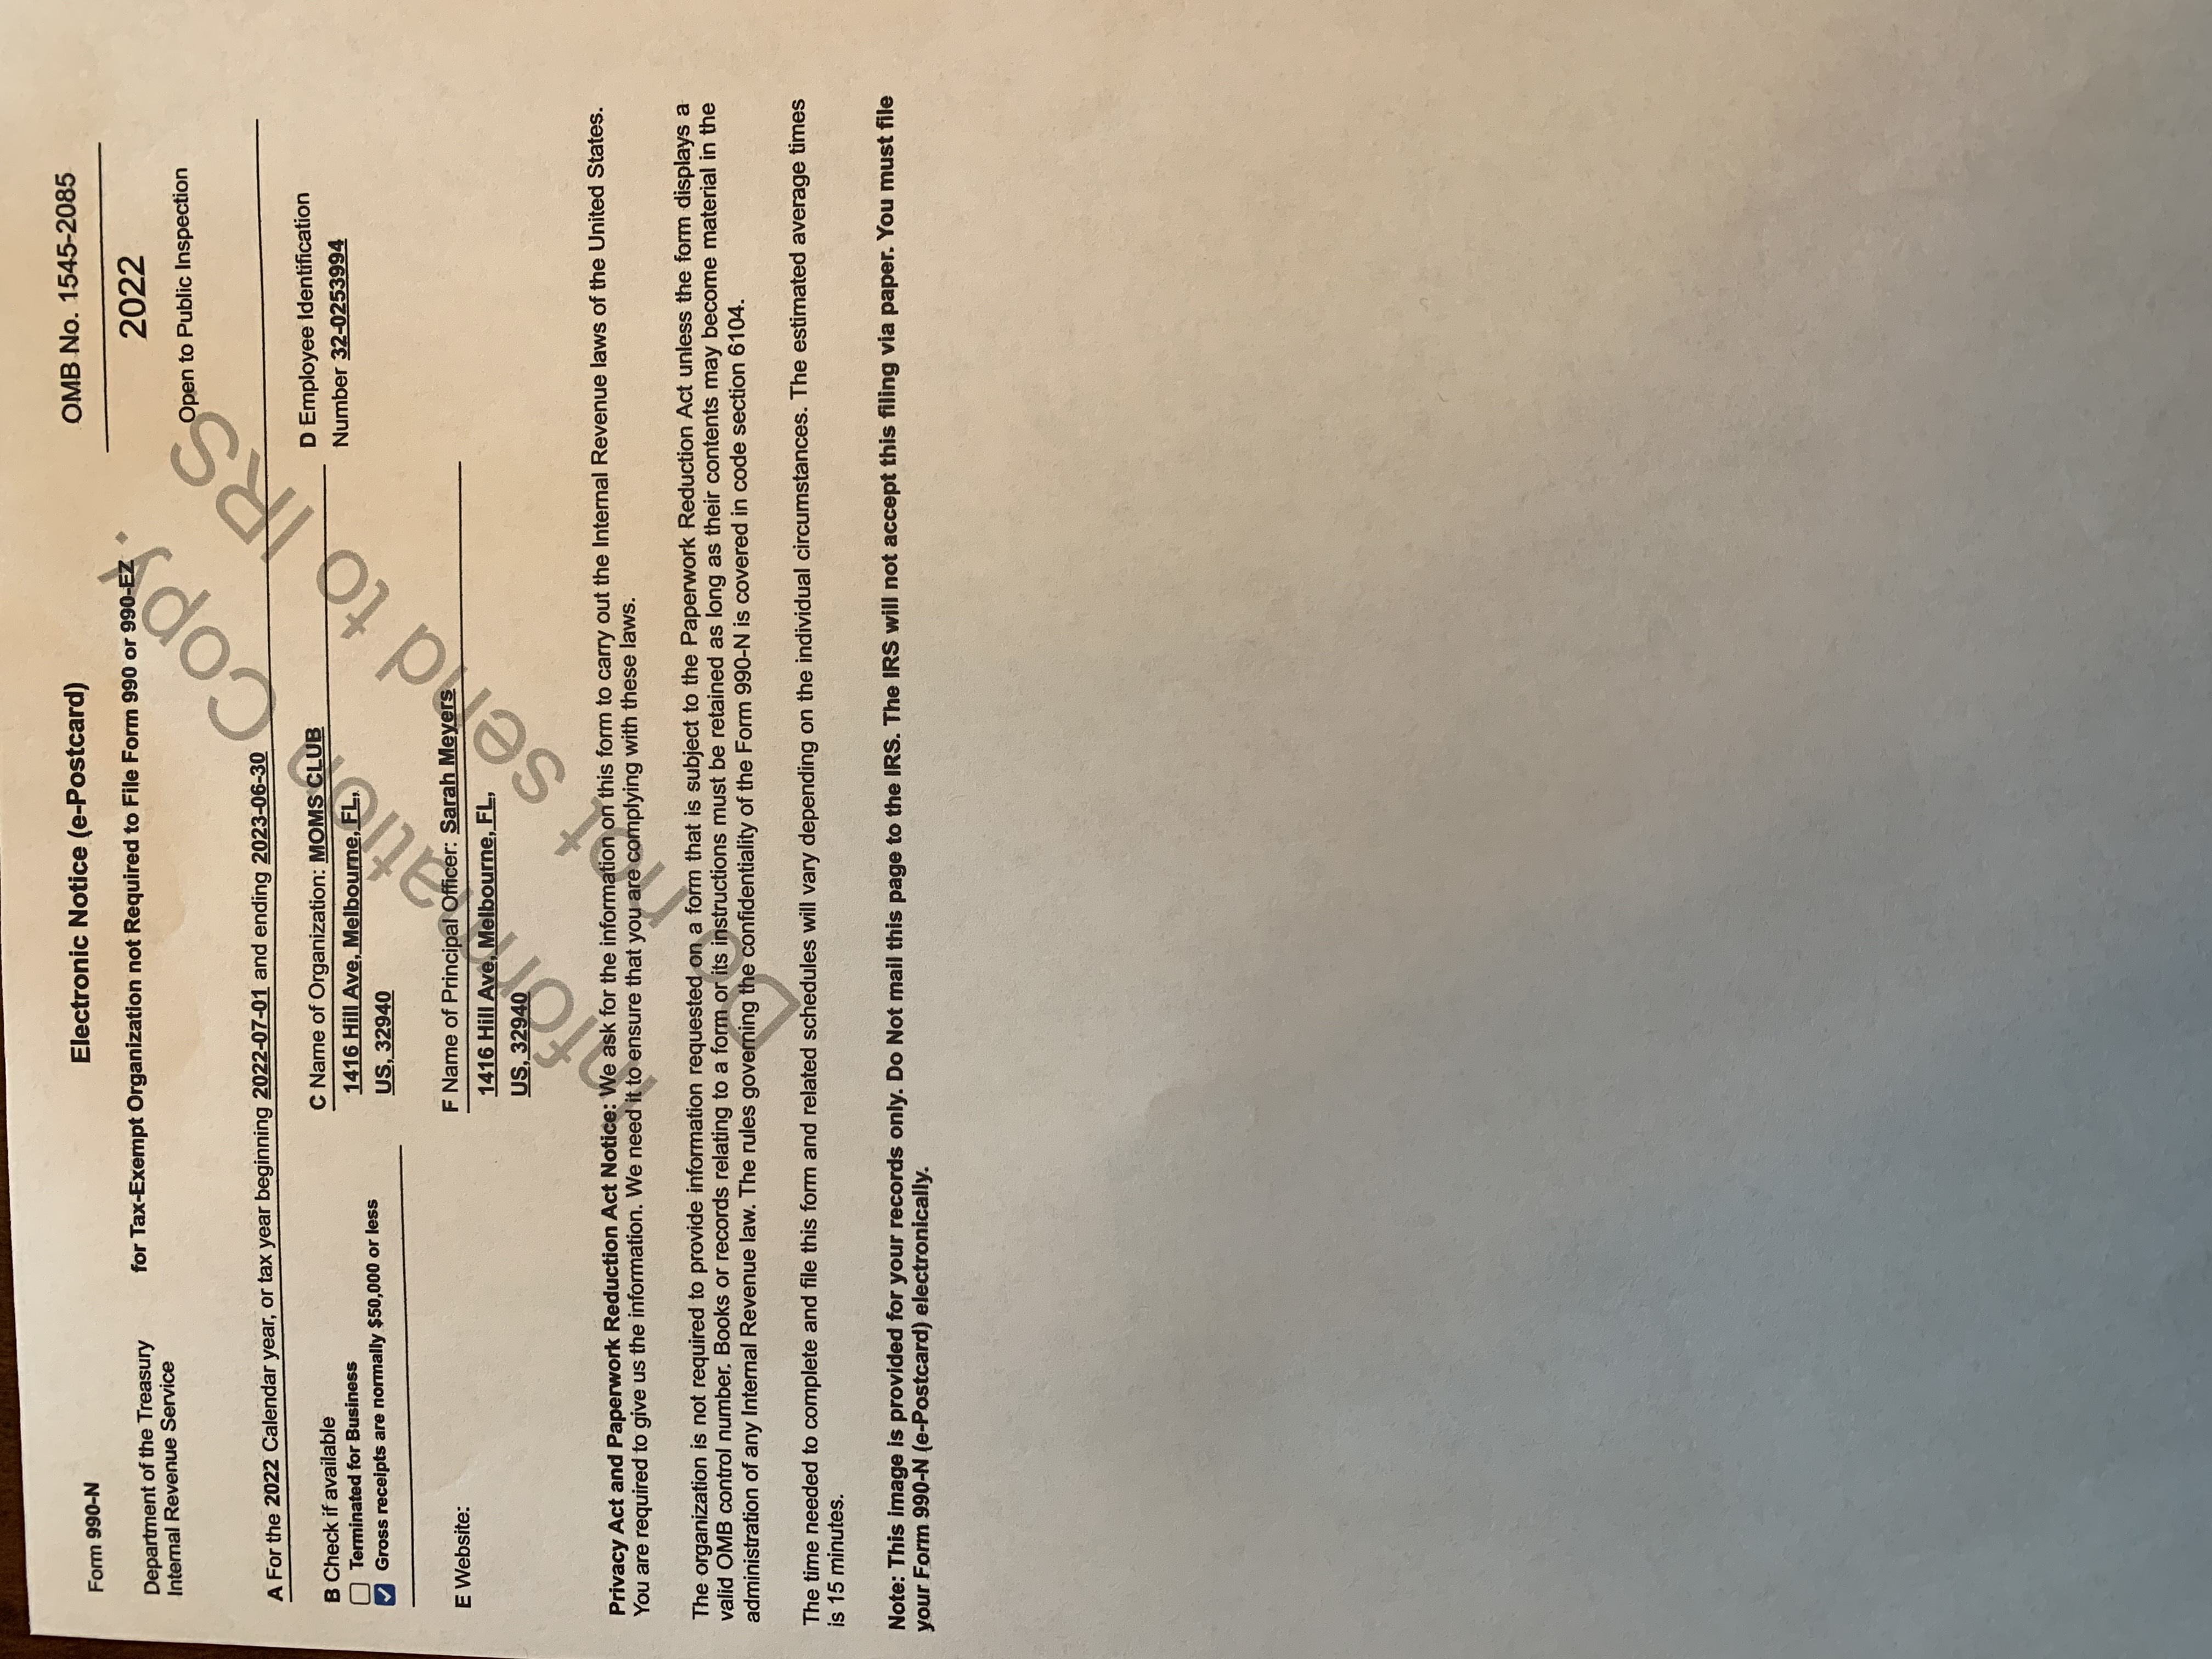 Form 990-N
Department of the Treasury
Internal Revenue Service
Electronic Notice (e-Postcard)
for Tax-Exempt Organization not Required to File Form 990 or 990-EZ
OMB No. 1545-2085
2022
Open to Public Inspection
A For the 2022 Calendar year, or tax year beginning 2022-07-01 and ending 2023-06-30
B Check if available
Terminated for Business
Gross receipts are normally $50,000 or less
C Name of Organization: MOMS CLUB
1416 Hill Ave, Melbourne, FL,
US, 32940
D Employee Identification
Number 32-0253994
E Website:
F Name of Principal Officer: Sarah Meyers
1416 Hill Ave, Melbourne, FL,
US, 32940
Information Copy.
Do not send to IRS
Privacy Act and Paperwork Reduction Act Notice: We ask for the information on this form to carry out the Internal Revenue laws of the United States.
You are required to give us the information. We need it to ensure that you are complying with these laws.
The organization is not required to provide information requested on a form that is subject to the Paperwork Reduction Act unless the form displays a
valid OMB control number. Books or records relating to a form or its instructions must be retained as long as their contents may become material in the
administration of any Internal Revenue law. The rules governing the confidentiality of the Form 990-N is covered in code section 6104.
The time needed to complete and file this form and related schedules will vary depending on the individual circumstances. The estimated average times
is 15 minutes.
Note: This image is provided for your records only. Do Not mail this page to the IRS. The IRS will not accept this filing via paper. You must file
your Form 990-N (e-Postcard) electronically.